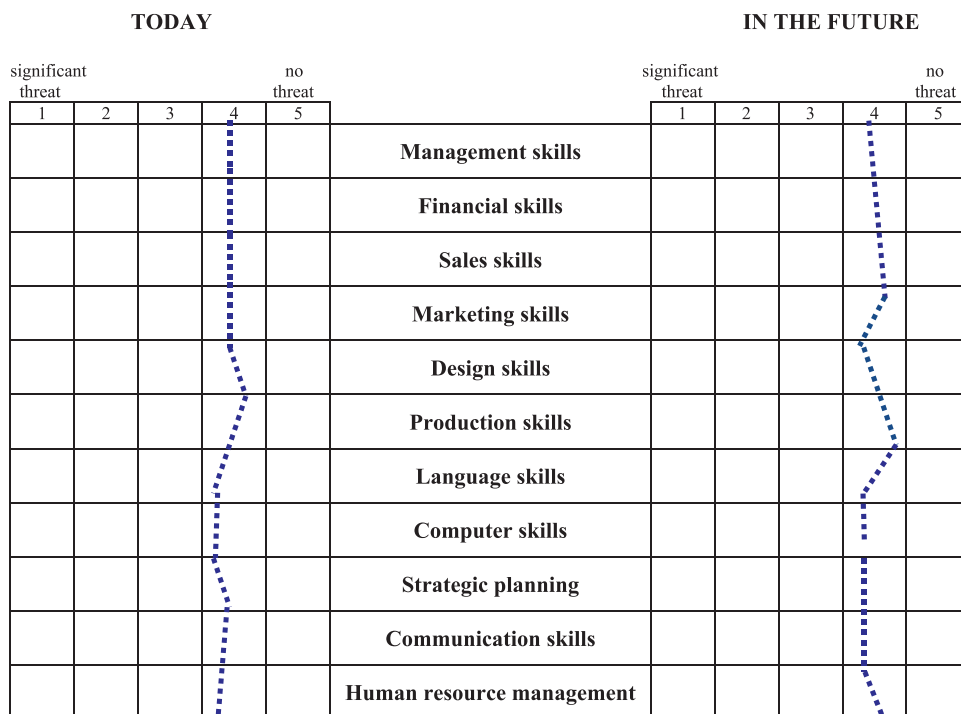 TODAY
IN THE FUTURE
significant
threat
no
threat
significant
threat
no
threat
1 2 3 4 5
1 2 3 4 5
Management skills
Financial skills
Sales skills
Marketing skills
Design skills
Production skills
Language skills
Computer skills
Strategic planning
Communication skills
Human resource management